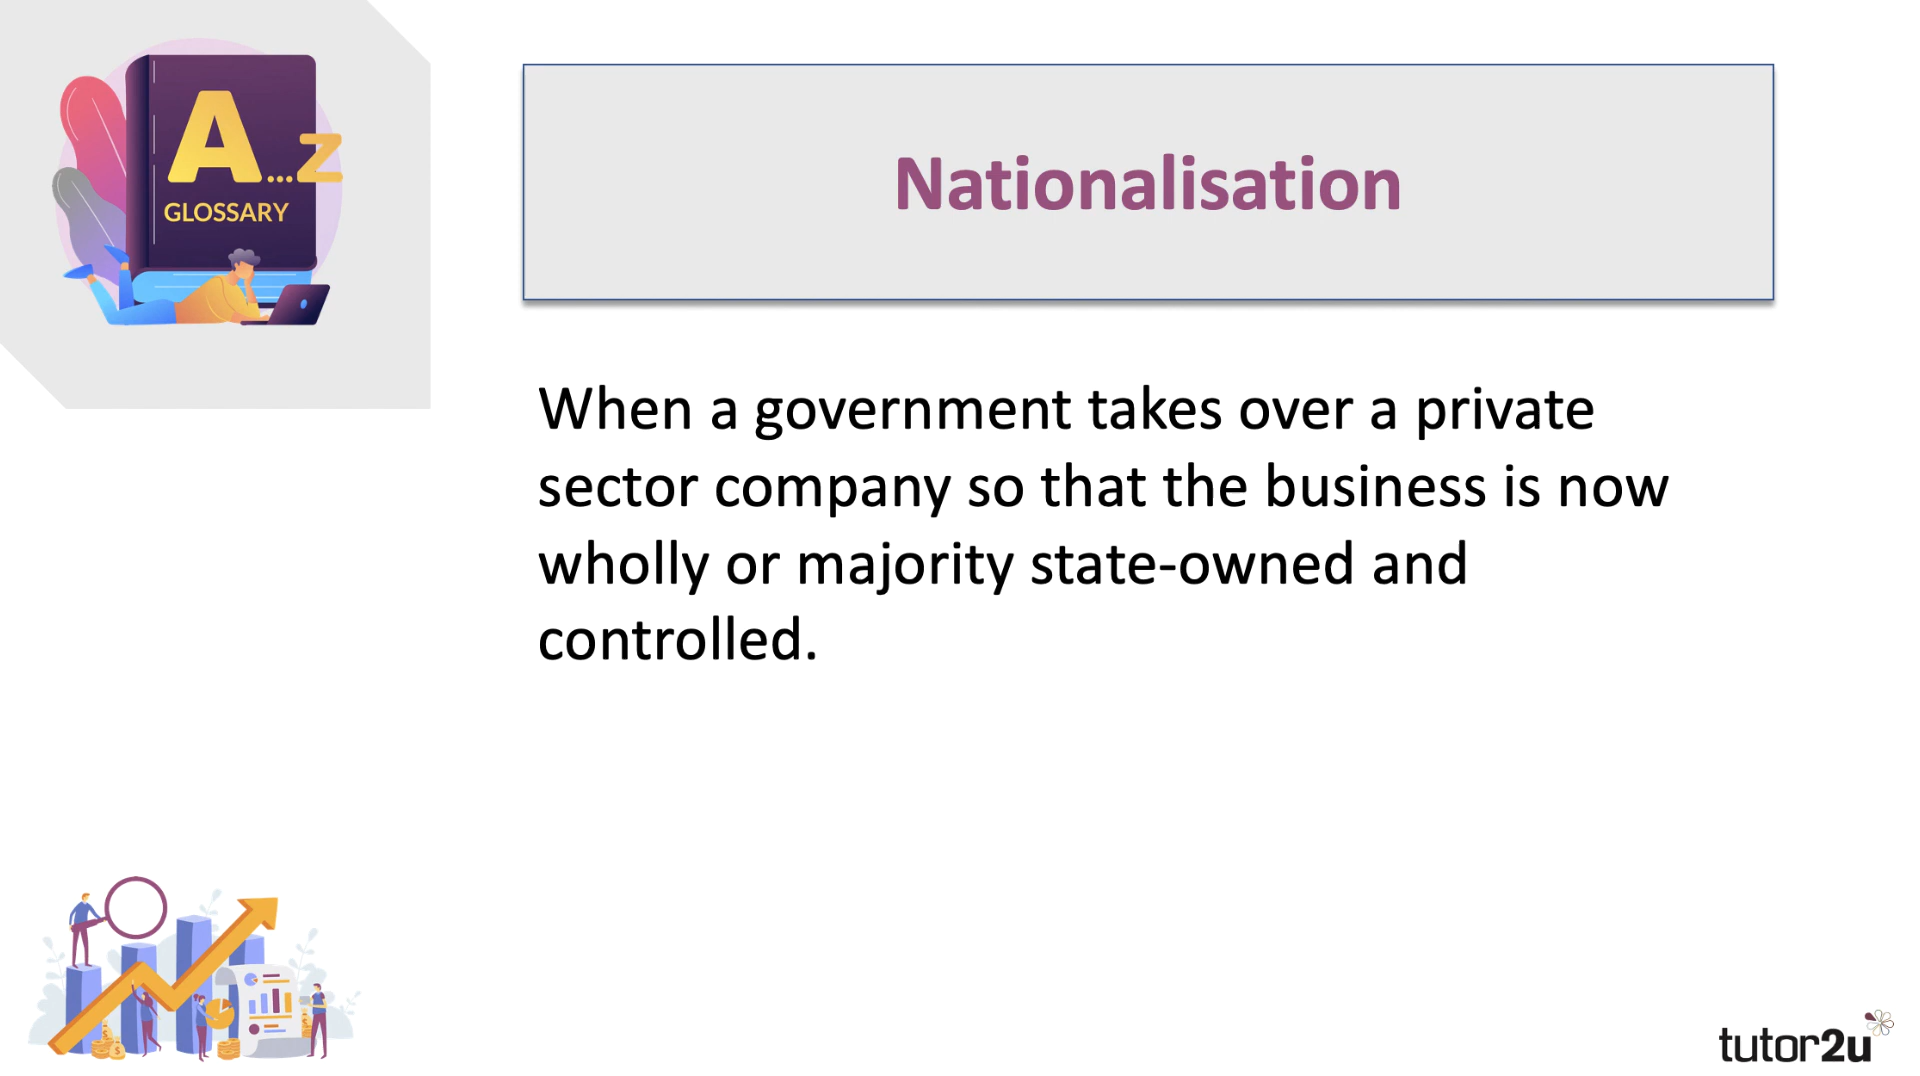 A...Z
GLOSSARY
Nationalisation
When a government takes over a private
sector company so that the business is now
wholly or majority state-owned and
controlled.
tutor2u